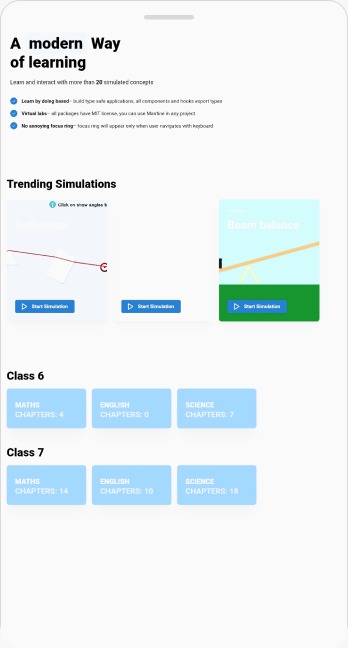 A modern Way
of learning
Learn and interact with more than 20 simulated concepts
Learn by doing based – build type safe applications, all components and hooks export types
Virtual labs – all packages have MIT license, you can use Mantine in any project
No annoying focus ring – focus ring will appear only when user navigates with keyboard
Trending Simulations
Click on show angles b
Beam balance
Start Simulation
Start Simulation
Start Simulation
Class 6
MATHS
CHAPTERS: 4
ENGLISH
CHAPTERS: 0
SCIENCE
CHAPTERS: 7
Class 7
MATHS
CHAPTERS: 14
ENGLISH
CHAPTERS: 10
SCIENCE
CHAPTERS: 18